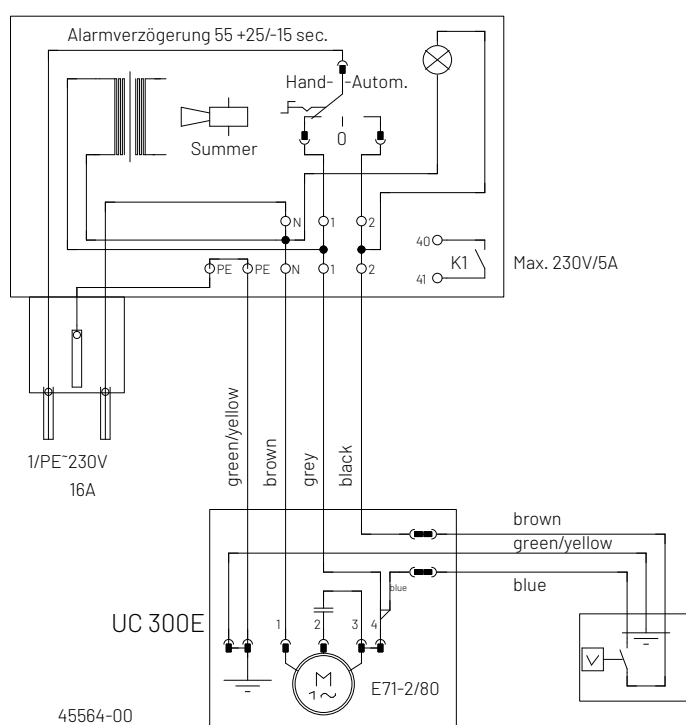 Alarmverzögerung 55 +25/-15 sec.
Hand- -Autom.
0
Summer
N 1 2
40
K1
41
Max. 230V/5A
PE PE N 1 2
1/PE~230V
16A
green/yellow
brown
grey
black
brown
green/yellow
blue
blue
UC 300E
1 2 3 4
M
1~
E71-2/80
45564-00